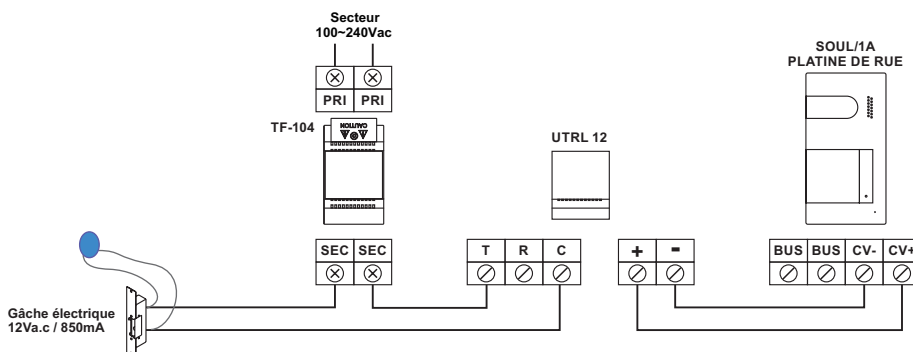 Secteur
100~240Vac
PRI PRI
TF-104
CAUTION
UTRL 12
SOUL/1A
PLATINE DE RUE
SEC SEC
T R C
+ -
BUS BUS CV- CV+
Gâche électrique
12Va.c / 850mA